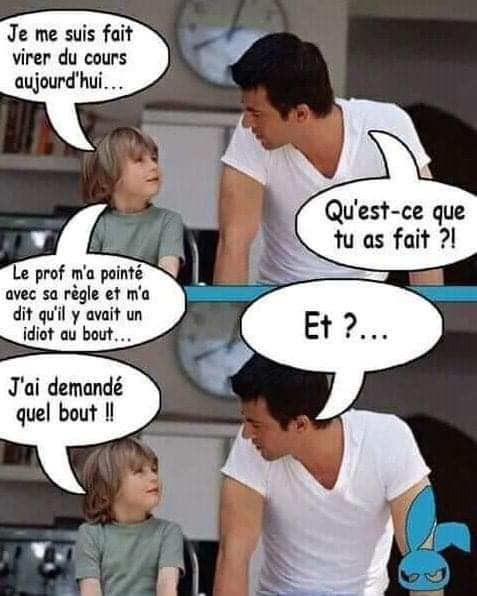 Je me suis fait
virer du cours
aujourd'hui...
Qu'est-ce que
tu as fait ?!
Le prof m'a pointé
avec sa règle et m'a
dit qu'il y avait un
idiot au bout...
Et ?...
J'ai demandé
quel bout !!